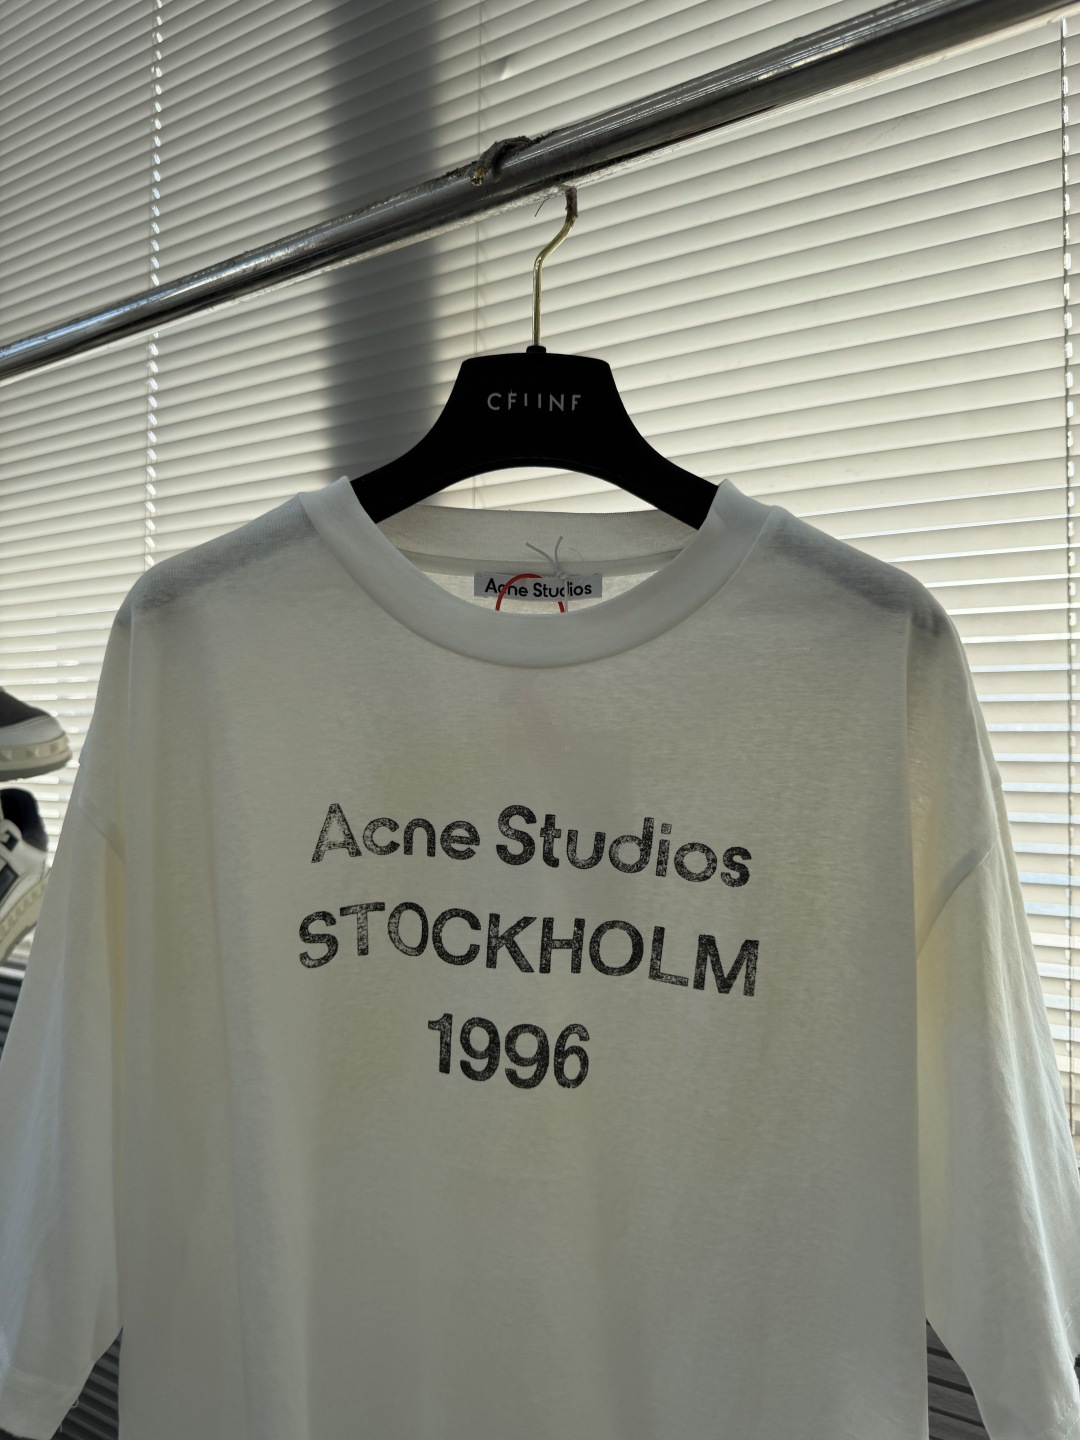 CFIINF
Acne Studios
Acne Studios
STOCKHOLM
1996